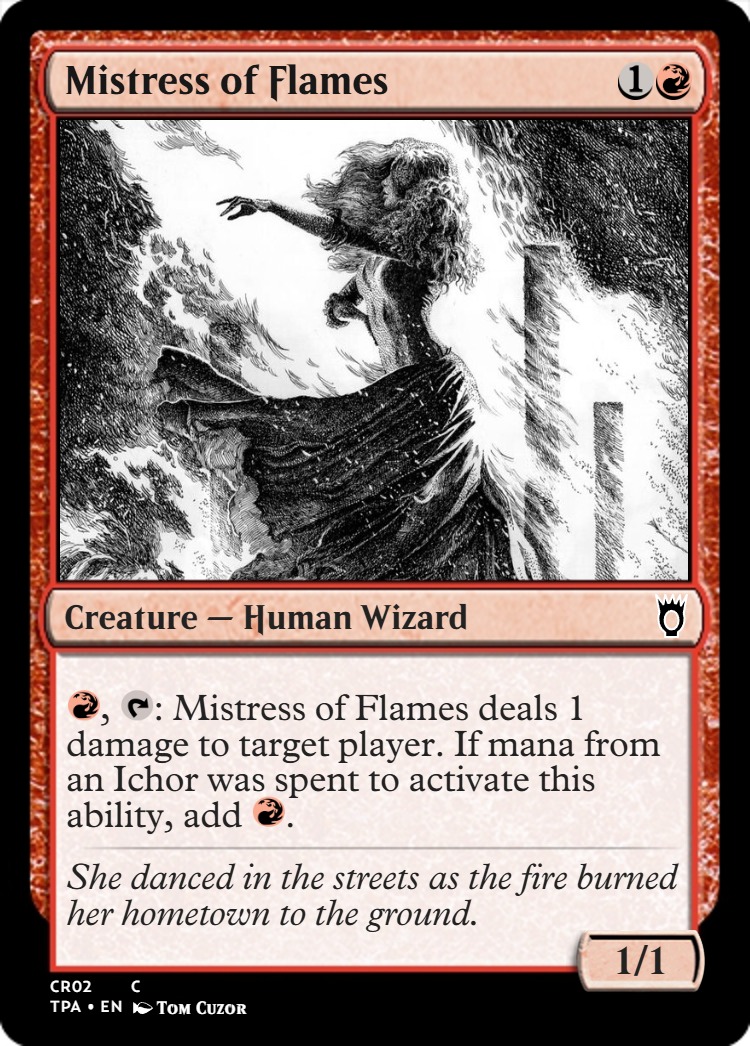 Mistress of Flames 1
Creature — Human Wizard
, : Mistress of Flames deals 1
damage to target player. If mana from
an Ichor was spent to activate this
ability, add .
She danced in the streets as the fire burned
her hometown to the ground.
1/1
CR02 C
TPA • EN Tom Cuzor